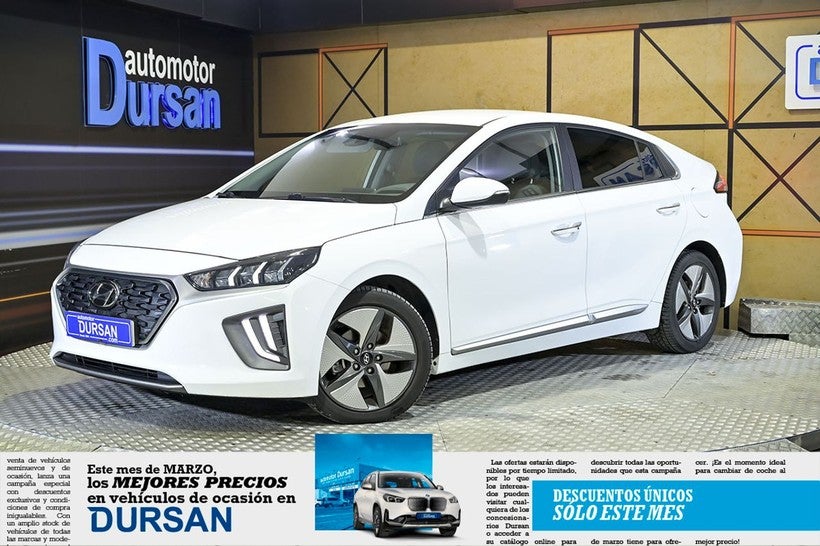 automotor
Dursan
automotor
DURSAN
.com
venta de vehículos
seminuevos y de
ocasión, lanza una
campaña especial
con descuentos
exclusivos y condi-
ciones de compra
inigualables. Con
un amplio stock de
vehículos de todas
las marcas y mode-
Este mes de MARZO,
los MEJORES PRECIOS
en vehículos de ocasión en
DURSAN
automotor Dursan
Las ofertas estarán dispo-
nibles por tiempo limitado,
por lo que
los interesa-
dos pueden
visitar cual-
quiera de los
concesiona-
rios Dursan
o acceder a
su catálogo online para
descubrir todas las oportu-
nidades que esta campaña
de marzo tiene para ofre-
cer. ¡Es el momento ideal
para cambiar de coche al
mejor precio!
DESCUENTOS ÚNICOS
SÓLO ESTE MES